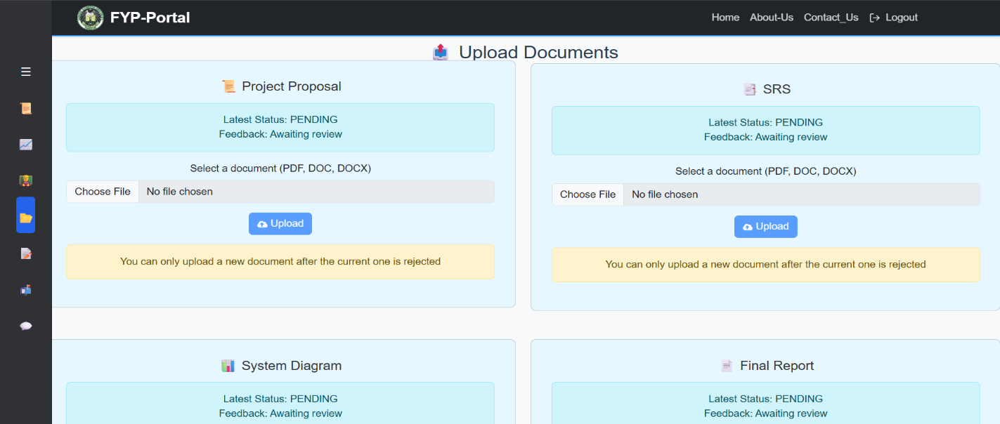 FYP-Portal
Home About-Us Contact_Us Logout
Upload Documents
Project Proposal
Latest Status: PENDING
Feedback: Awaiting review
Select a document (PDF, DOC, DOCX)
Choose File No file chosen
Upload
You can only upload a new document after the current one is rejected
SRS
Latest Status: PENDING
Feedback: Awaiting review
Select a document (PDF, DOC, DOCX)
Choose File No file chosen
Upload
You can only upload a new document after the current one is rejected
System Diagram
Latest Status: PENDING
Feedback: Awaiting review
Final Report
Latest Status: PENDING
Feedback: Awaiting review